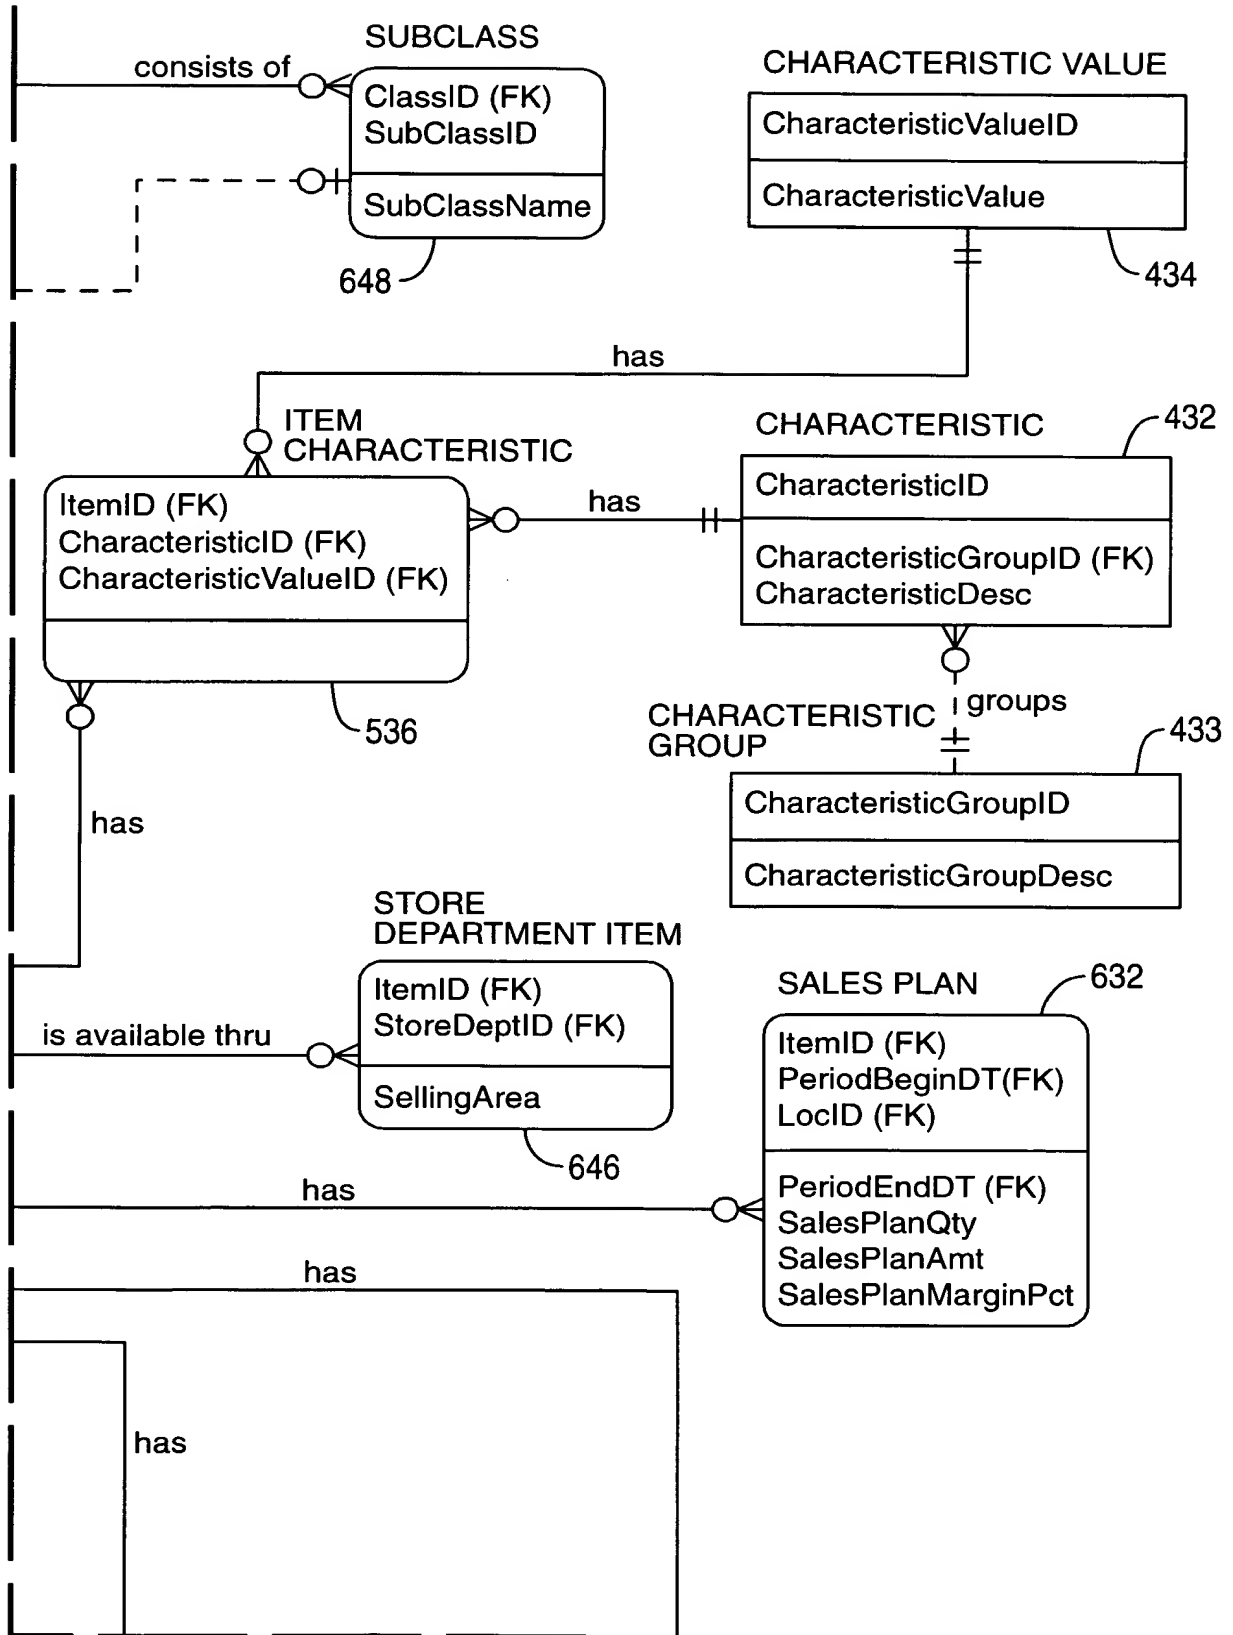 SUBCLASS
consists of
ClassID (FK)
SubClassID
SubClassName
648
CHARACTERISTIC VALUE
CharacteristicValueID
CharacteristicValue
434
has
ITEM
CHARACTERISTIC
ItemID (FK)
CharacteristicID (FK)
CharacteristicValueID (FK)
536
has
CHARACTERISTIC
432
CharacteristicID
CharacteristicGroupID (FK)
CharacteristicDesc
groups
CHARACTERISTIC
GROUP
433
CharacteristicGroupID
CharacteristicGroupDesc
has
STORE
DEPARTMENT ITEM
ItemID (FK)
StoreDeptID (FK)
SellingArea
646
is available thru
SALES PLAN
632
ItemID (FK)
PeriodBeginDT(FK)
LocID (FK)
PeriodEndDT (FK)
SalesPlanQty
SalesPlanAmt
SalesPlanMarginPct
has
has
has